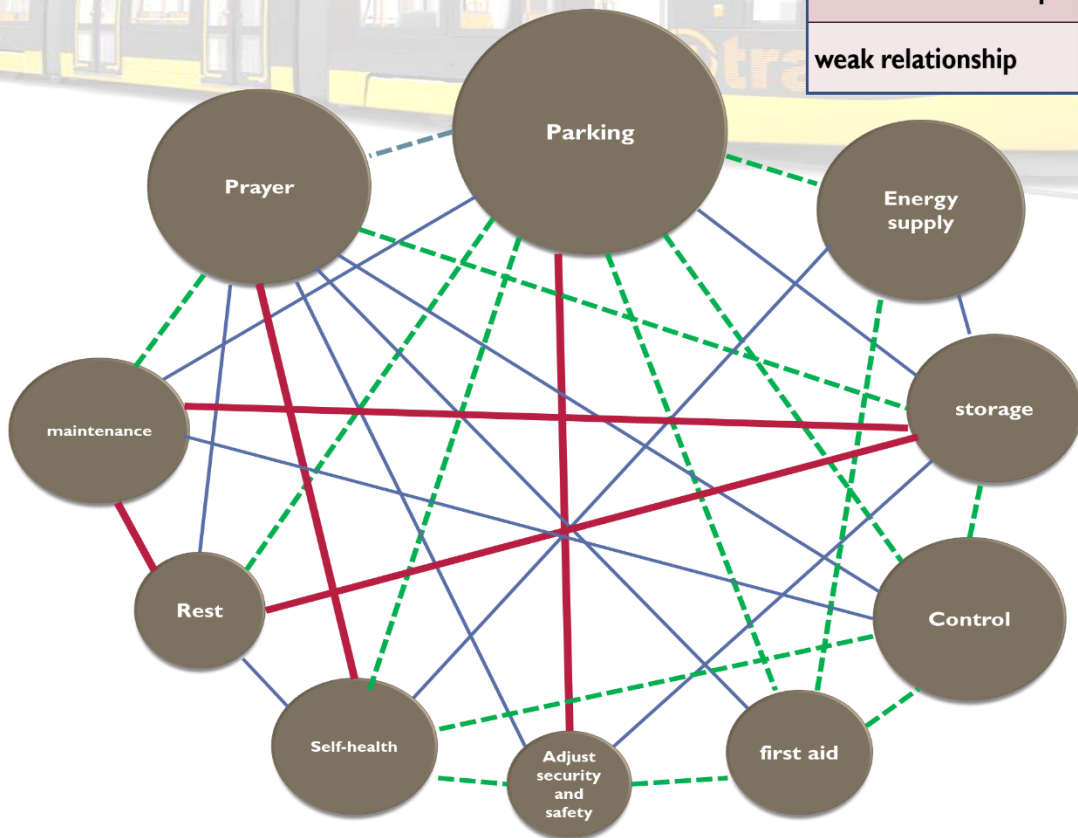 weak relationship
Parking
Prayer
Energy
supply
storage
maintenance
Rest
Control
Self-health
Adjust
security
and
safety
first aid